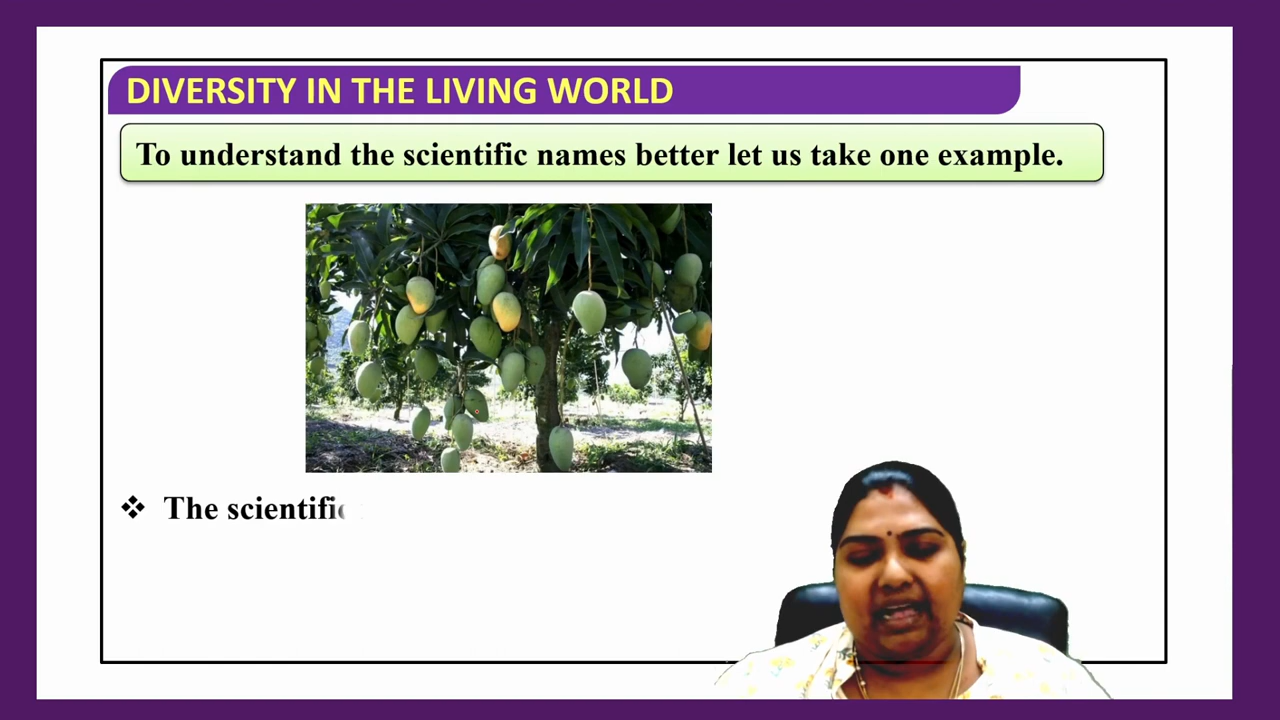 DIVERSITY IN THE LIVING WORLD
To understand the scientific names better let us take one example.
❖ The scientific